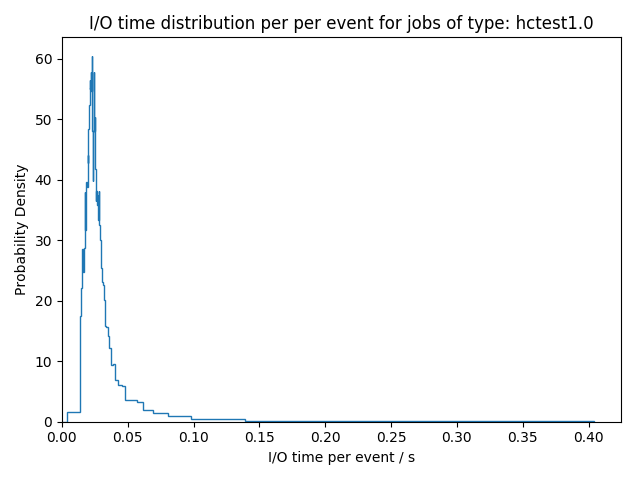 I/O time distribution per per event for jobs of type: hctest1.0
60
50
40
30
20
10
0
Probability Density
0.00 0.05 0.10 0.15 0.20 0.25 0.30 0.35 0.40
I/O time per event / s